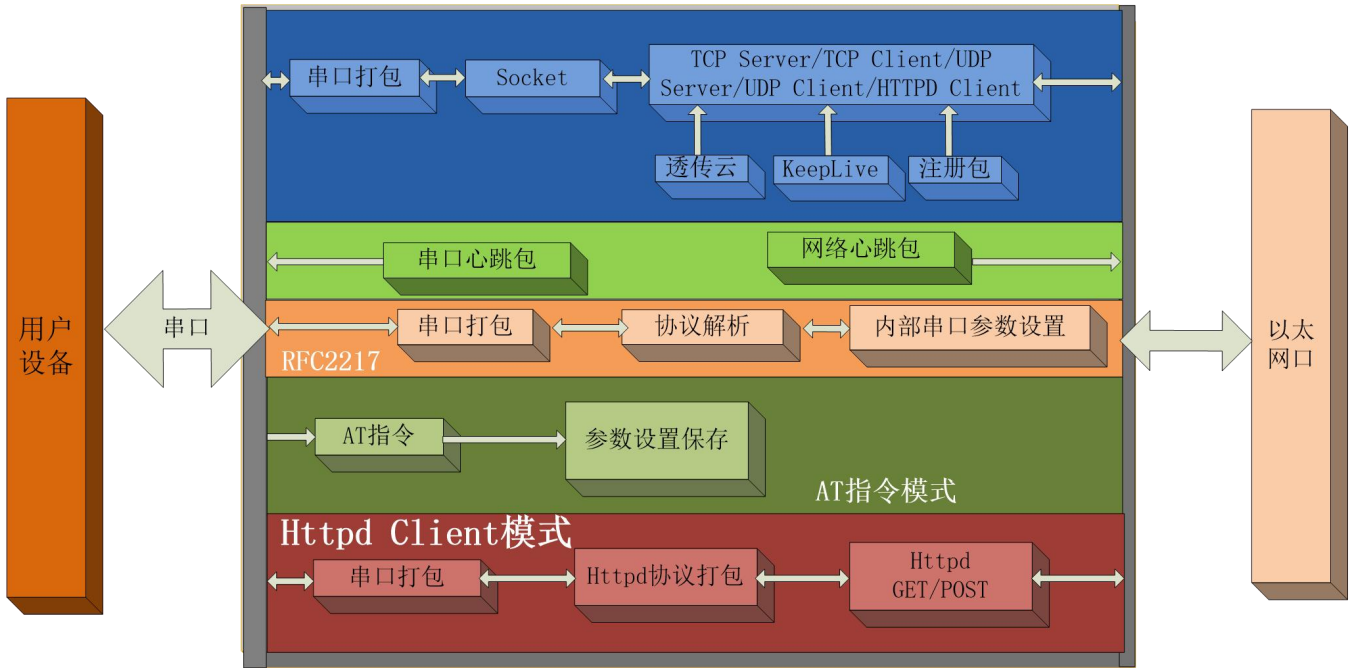 用户
设备
串口
串口打包
Socket
TCP Server/TCP Client/UDP
Server/UDP Client/HTTPD Client
透传云
KeepLive
注册包
串口心跳包
网络心跳包
串口打包
协议解析
内部串口参数设置
RFC2217
AT指令
参数设置保存
AT指令模式
Httpd Client模式
串口打包
Httpd协议打包
Httpd
GET/POST
以太
网口